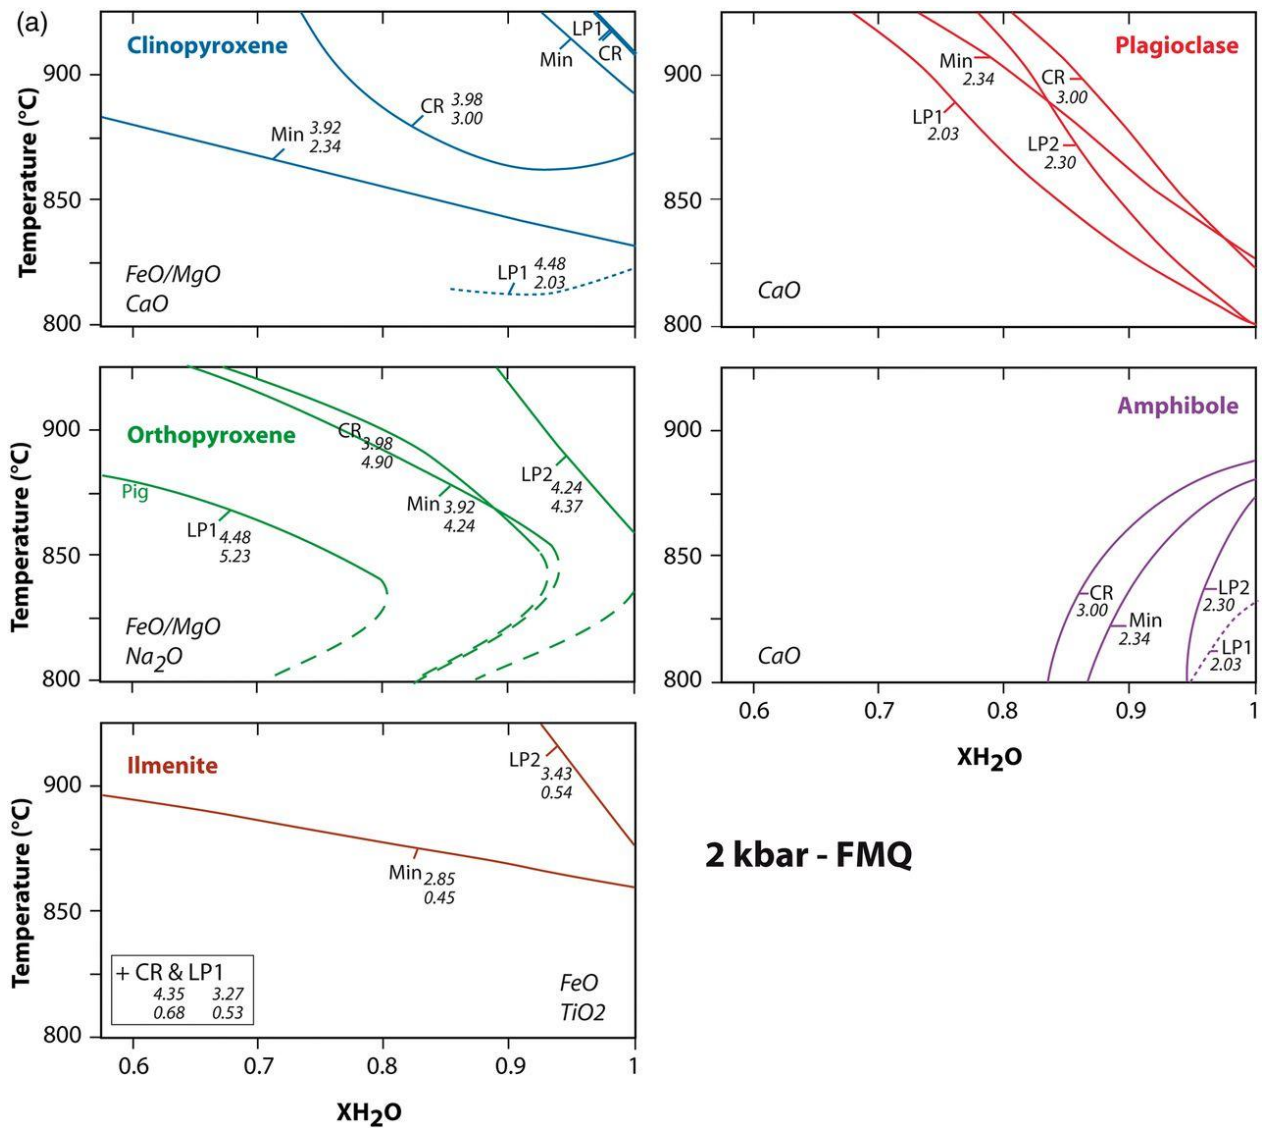 (a)
Clinopyroxene
LP1
CR
Min
CR 3.98
3.00
Min 3.92
2.34
LP1 4.48
2.03
FeO/MgO
CaO
Temperature (°C)
900
850
800
Plagioclase
Min
2.34
CR
3.00
LP1
2.03
LP2
2.30
CaO
900
850
800
Orthopyroxene
CR 3.98
4.90
Pig
LP1 4.48
5.23
Min 3.92
4.24
LP2 4.24
4.37
FeO/MgO
Na2O
Temperature (°C)
900
850
800
Amphibole
CR
3.00
Min
2.34
LP2
2.30
LP1
2.03
CaO
900
850
800
0.6 0.7 0.8 0.9 1
XH2O
Ilmenite
LP2 3.43
0.54
Min 2.85
0.45
+ CR & LP1
4.35 3.27
0.68 0.53
FeO
TiO2
Temperature (°C)
900
850
800
0.6 0.7 0.8 0.9 1
XH2O
2 kbar - FMQ